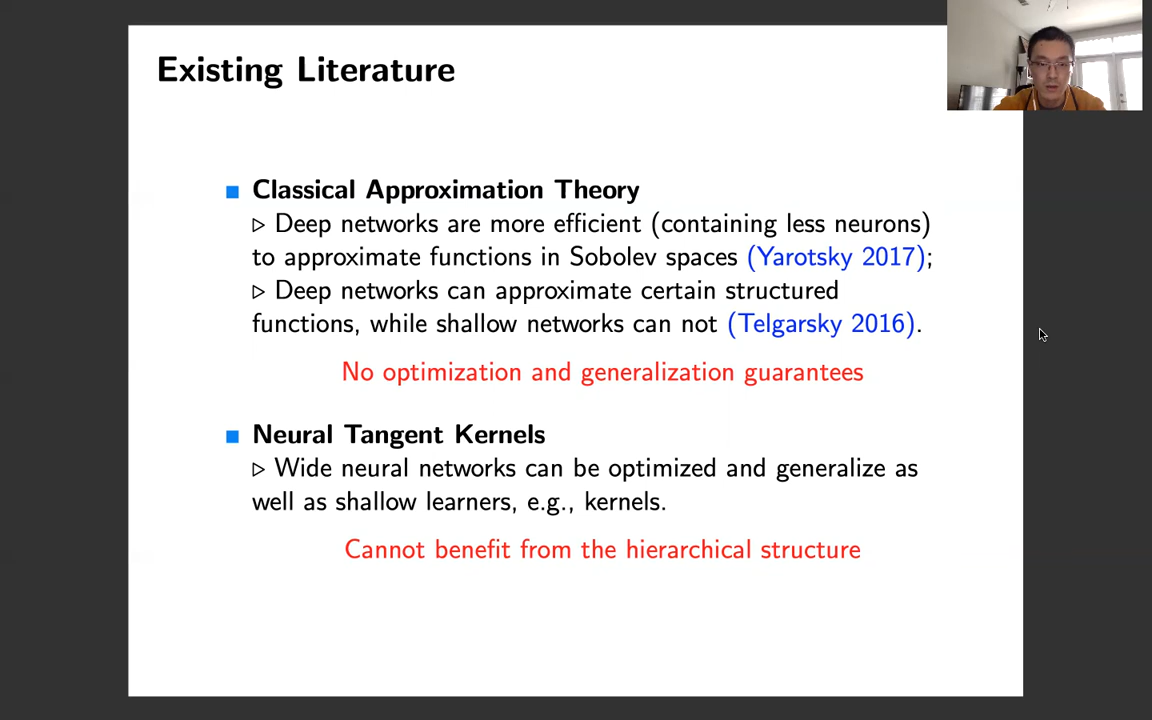 Existing Literature
Classical Approximation Theory
▷ Deep networks are more efficient (containing less neurons)
to approximate functions in Sobolev spaces (Yarotsky 2017);
▷ Deep networks can approximate certain structured
functions, while shallow networks can not (Telgarsky 2016).
No optimization and generalization guarantees
Neural Tangent Kernels
▷ Wide neural networks can be optimized and generalize as
well as shallow learners, e.g., kernels.
Cannot benefit from the hierarchical structure